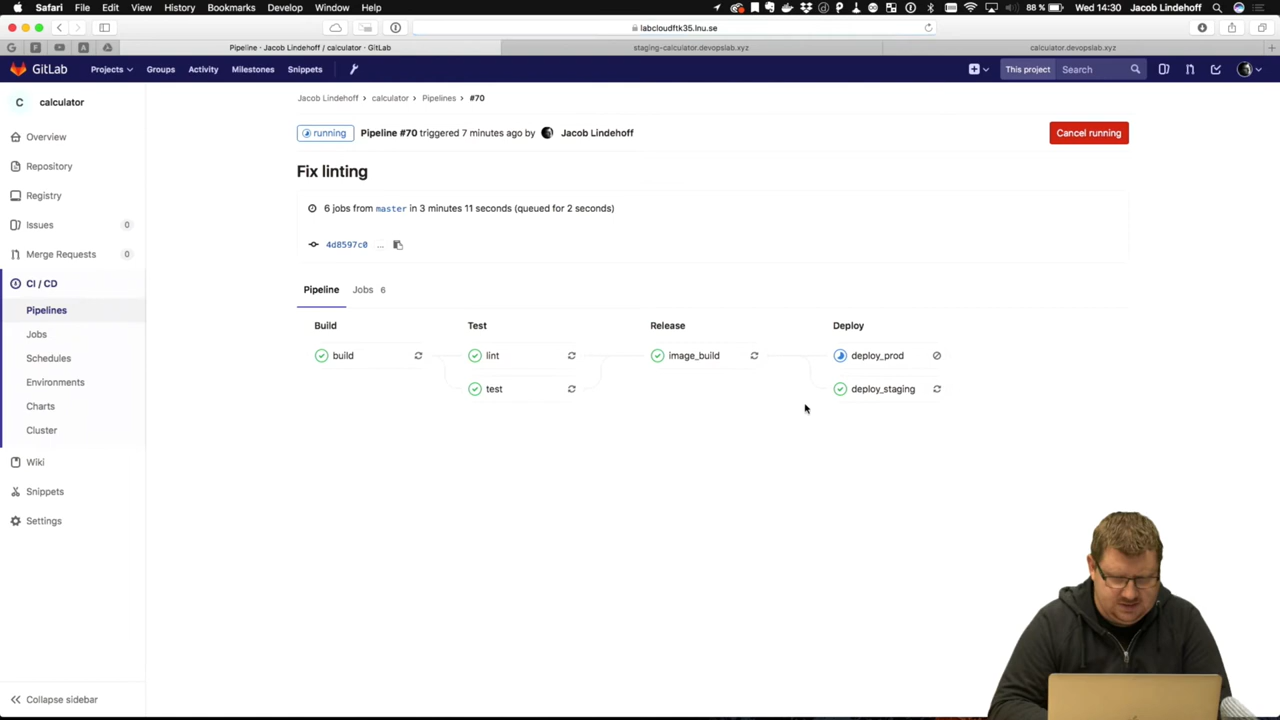 Safari File Edit View History Bookmarks Develop Window Help 88 % Wed 14:30 Jacob Lindehoff
labcloudftk35.lnu.se
Pipeline · Jacob Lindehoff / calculator · GitLab staging-calculator.devopslab.xyz calculator.devopslab.xyz
GitLab Projects Groups Activity Milestones Snippets This project Search
C calculator
Jacob Lindehoff > calculator > Pipelines > #70
running Pipeline #70 triggered 7 minutes ago by Jacob Lindehoff Cancel running
Overview
Repository
Registry
Issues 0
Merge Requests 0
CI / CD
Pipelines
Jobs
Schedules
Environments
Charts
Cluster
Wiki
Snippets
Settings
Collapse sidebar
Fix linting
6 jobs from master in 3 minutes 11 seconds (queued for 2 seconds)
4d8597c0 ...
Pipeline Jobs 6
Build Test Release Deploy
build lint image_build deploy_prod
test deploy_staging